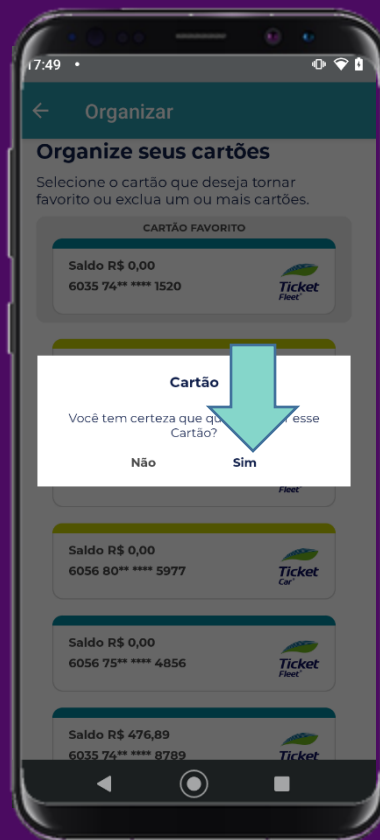 17:49
Organizar
Organize seus cartões
Selecione o cartão que deseja tornar
favorito ou exclua um ou mais cartões.
CARTÃO FAVORITO
Saldo R$ 0,00
6035 74** **** 1520
Ticket
Fleet
Cartão
Você tem certeza que esse
Cartão?
Não Sim
Fleet
Saldo R$ 0,00
6056 80** **** 5977
Ticket
Car
Saldo R$ 0,00
6056 75** **** 4856
Ticket
Fleet
Saldo R$ 476,89
6035 74** **** 8789
Ticket